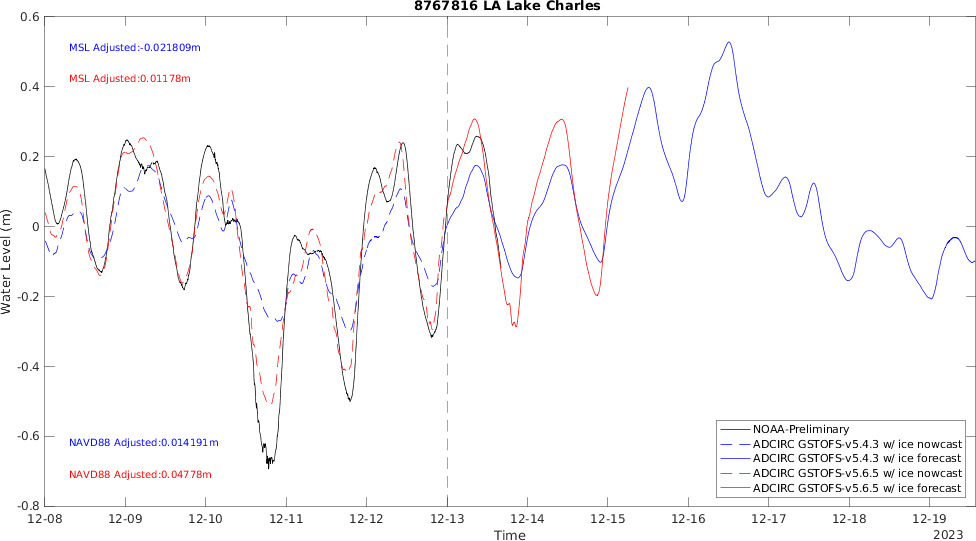 8767816 LA Lake Charles
0.6
MSL Adjusted:-0.021809m
MSL Adjusted:0.01178m
0.4
0.2
0
-0.2
-0.4
-0.6
-0.8
Water Level (m)
NAVD88 Adjusted:0.014191m
NAVD88 Adjusted:0.04778m
NOAA-Preliminary
ADCIRC GSTOFS-v5.4.3 w/ ice nowcast
ADCIRC GSTOFS-v5.4.3 w/ ice forecast
ADCIRC GSTOFS-v5.6.5 w/ ice nowcast
ADCIRC GSTOFS-v5.6.5 w/ ice forecast
12-08 12-09 12-10 12-11 12-12 12-13 12-14 12-15 12-16 12-17 12-18 12-19
Time
2023